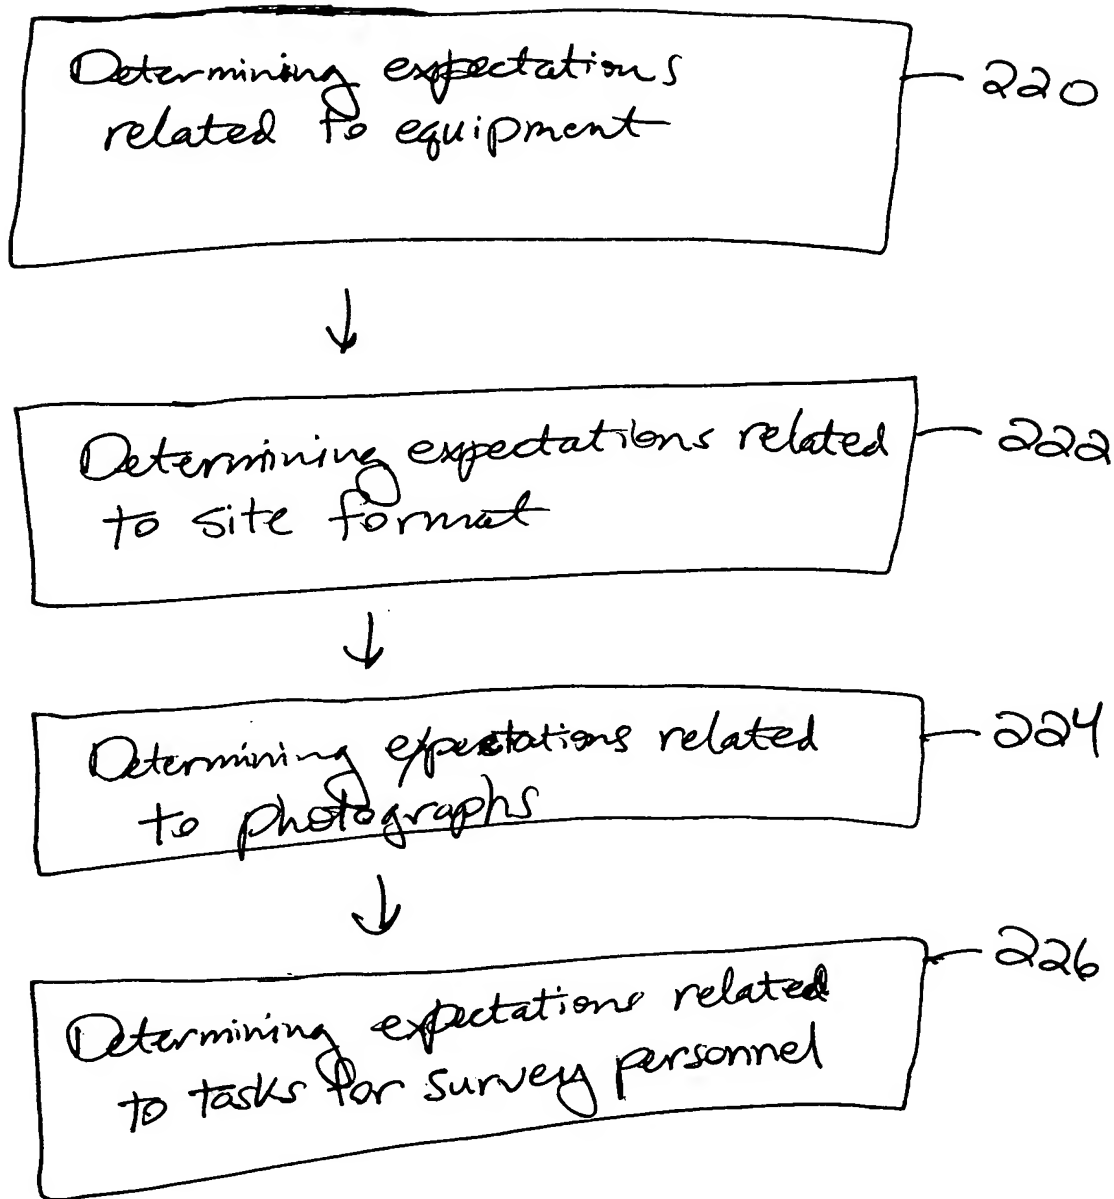 Determining expectations
related to equipment
220
Determining expectations related
to site format
222
Determining expectations related
to photographs
224
Determining expectations related
to tasks for survey personnel
226